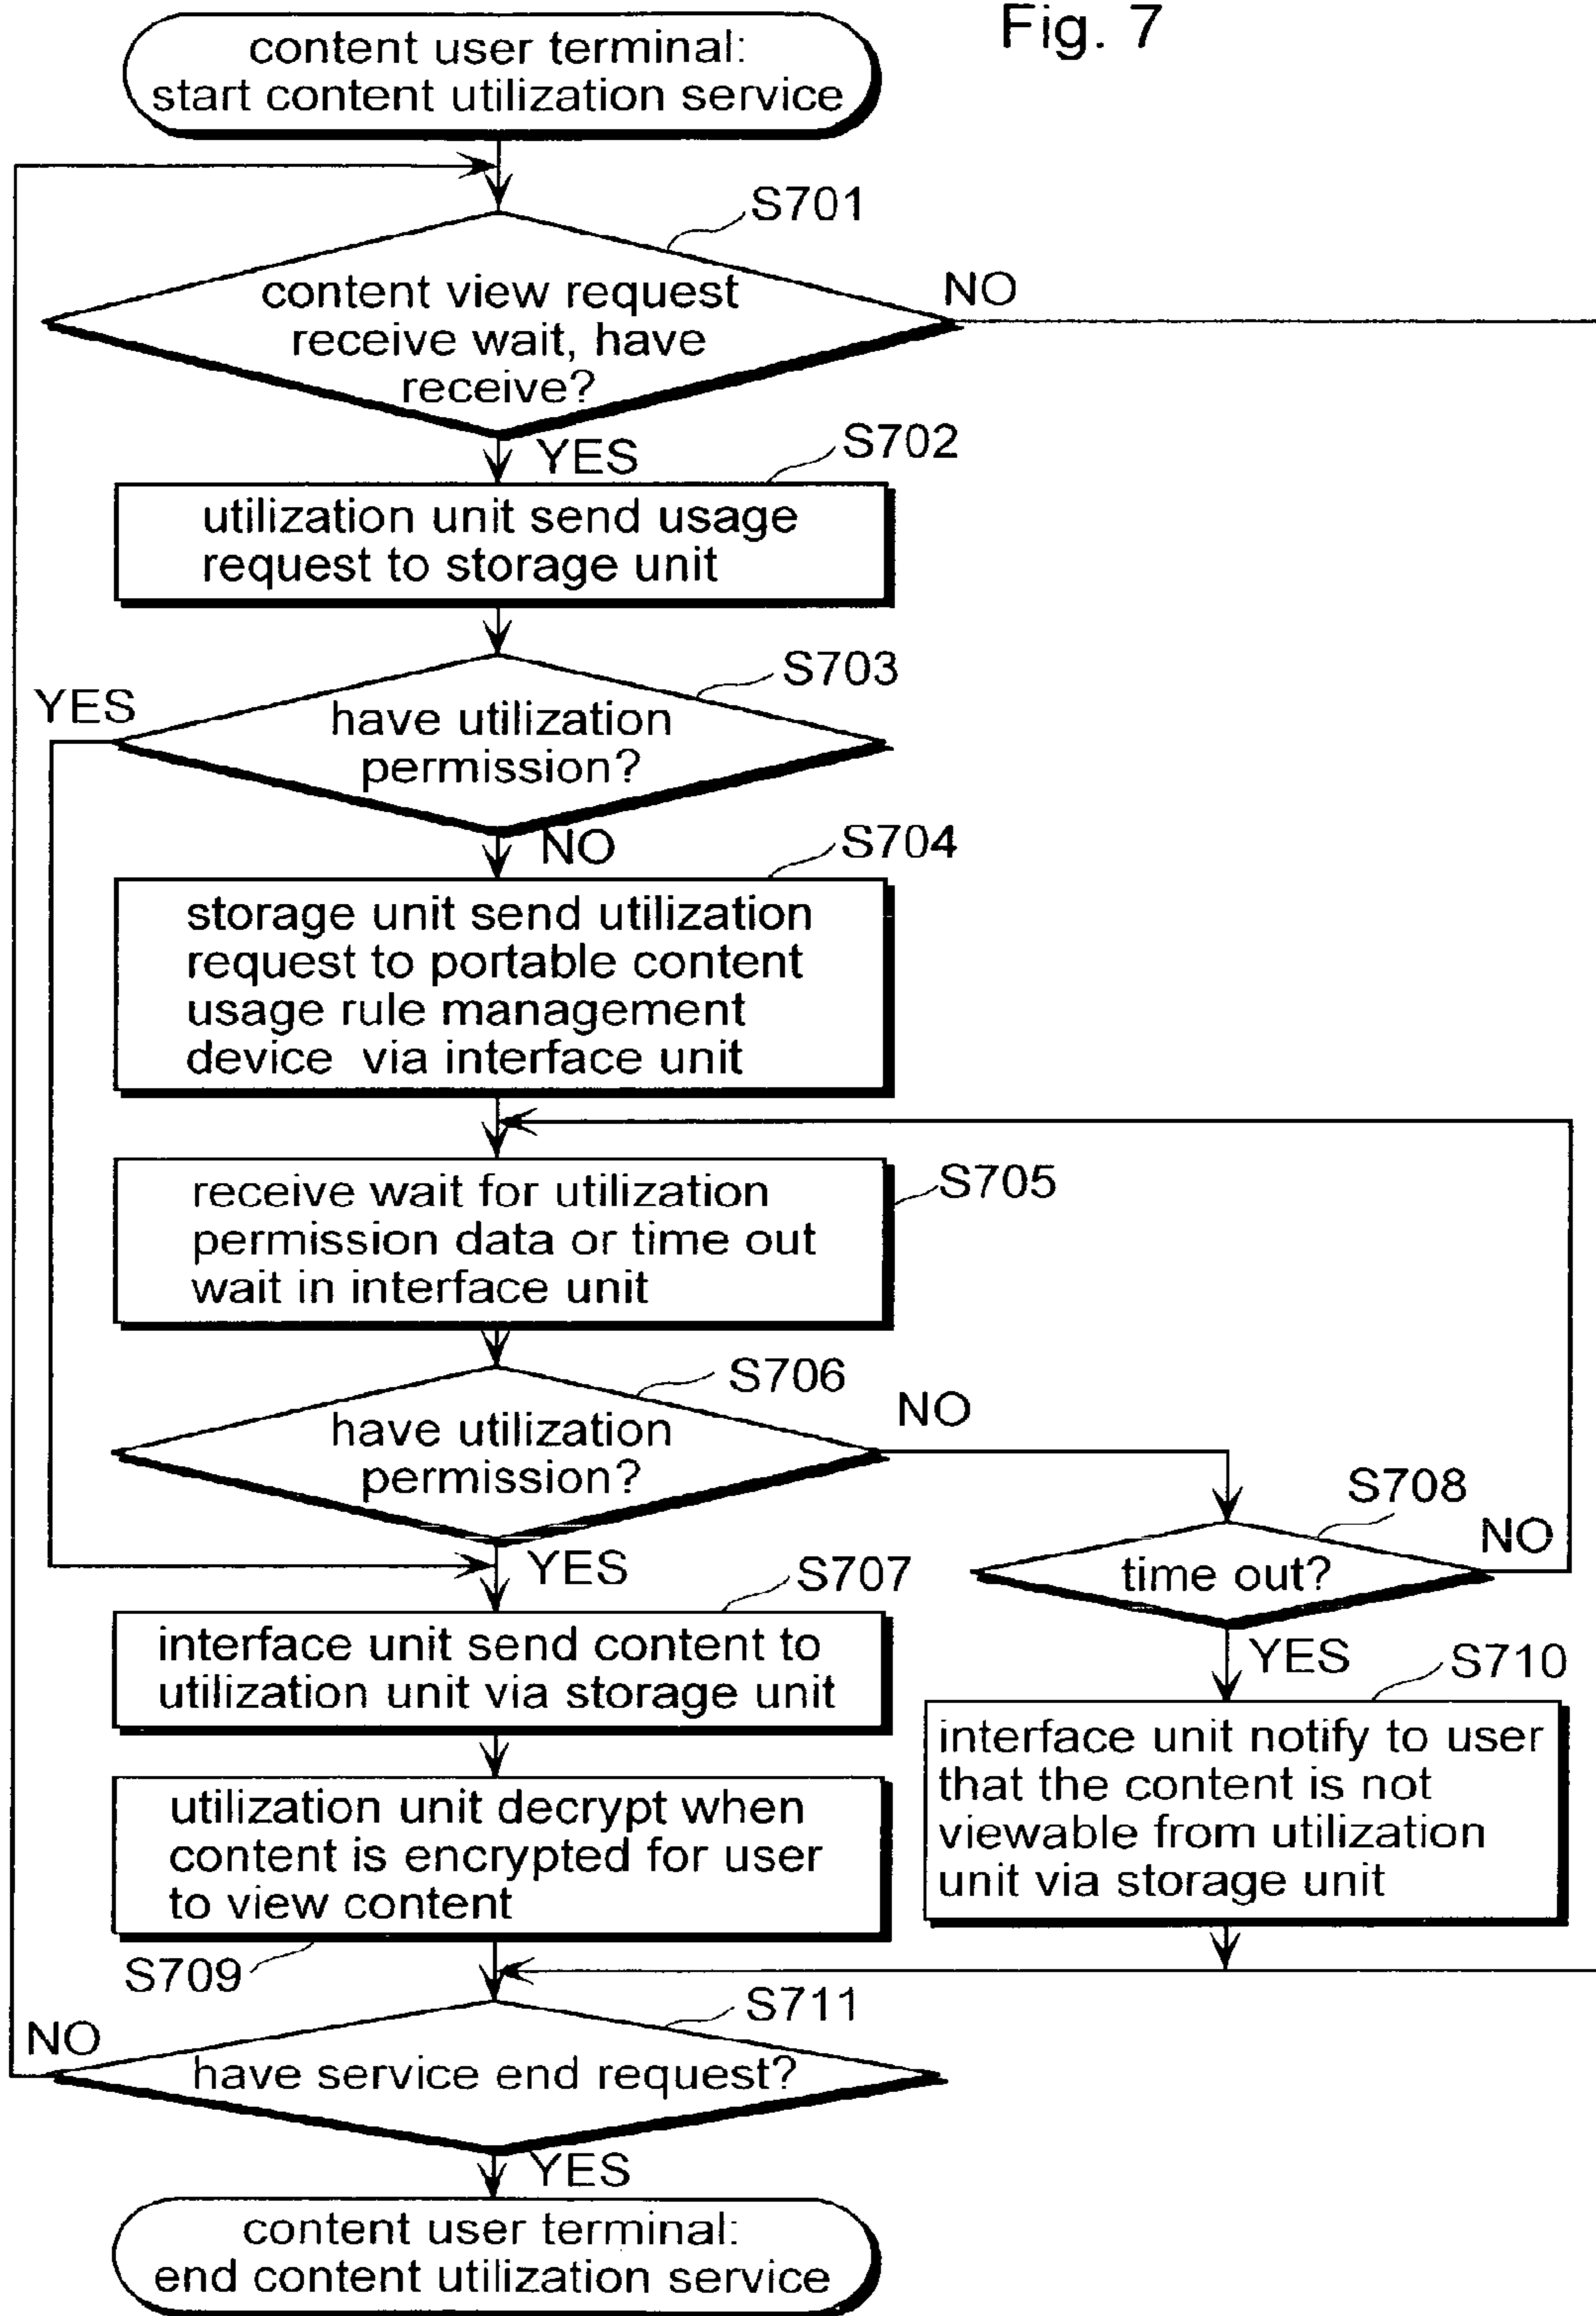 Fig. 7
content user terminal:
start content utilization service
S701
content view request
receive wait, have
receive?
NO
YES
S702
utilization unit send usage
request to storage unit
S703
YES
have utilization
permission?
NO
S704
storage unit send utilization
request to portable content
usage rule management
device via interface unit
S705
receive wait for utilization
permission data or time out
wait in interface unit
S706
have utilization
permission?
NO
S708
time out?
NO
YES
YES
S707
interface unit send content to
utilization unit via storage unit
S710
interface unit notify to user
that the content is not
viewable from utilization
unit via storage unit
utilization unit decrypt when
content is encrypted for user
to view content
S709
S711
NO
have service end request?
YES
content user terminal:
end content utilization service